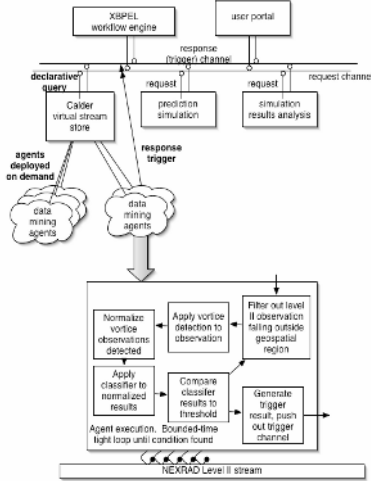 XBPEL
workflow engine
user portal
response
(trigger) channel
request channel
declarative
query
request
request
Calder
virtual stream
store
prediction
simulation
simulation
results analysis
agents
deployed
on demand
response
trigger
data
mining
agents
data
mining
agents
Normalize
vortice
observations
detected
Apply vortice
detection to
observation
Filter out level
II observation
falling outside
geospatial
region
Apply
classifier to
normalized
results
Compare
classifer
results to
threshold
Generate
trigger
result, push
out trigger
channel
Agent execution. Bounded-time
tight loop until condition found
NEXRAD Level II stream